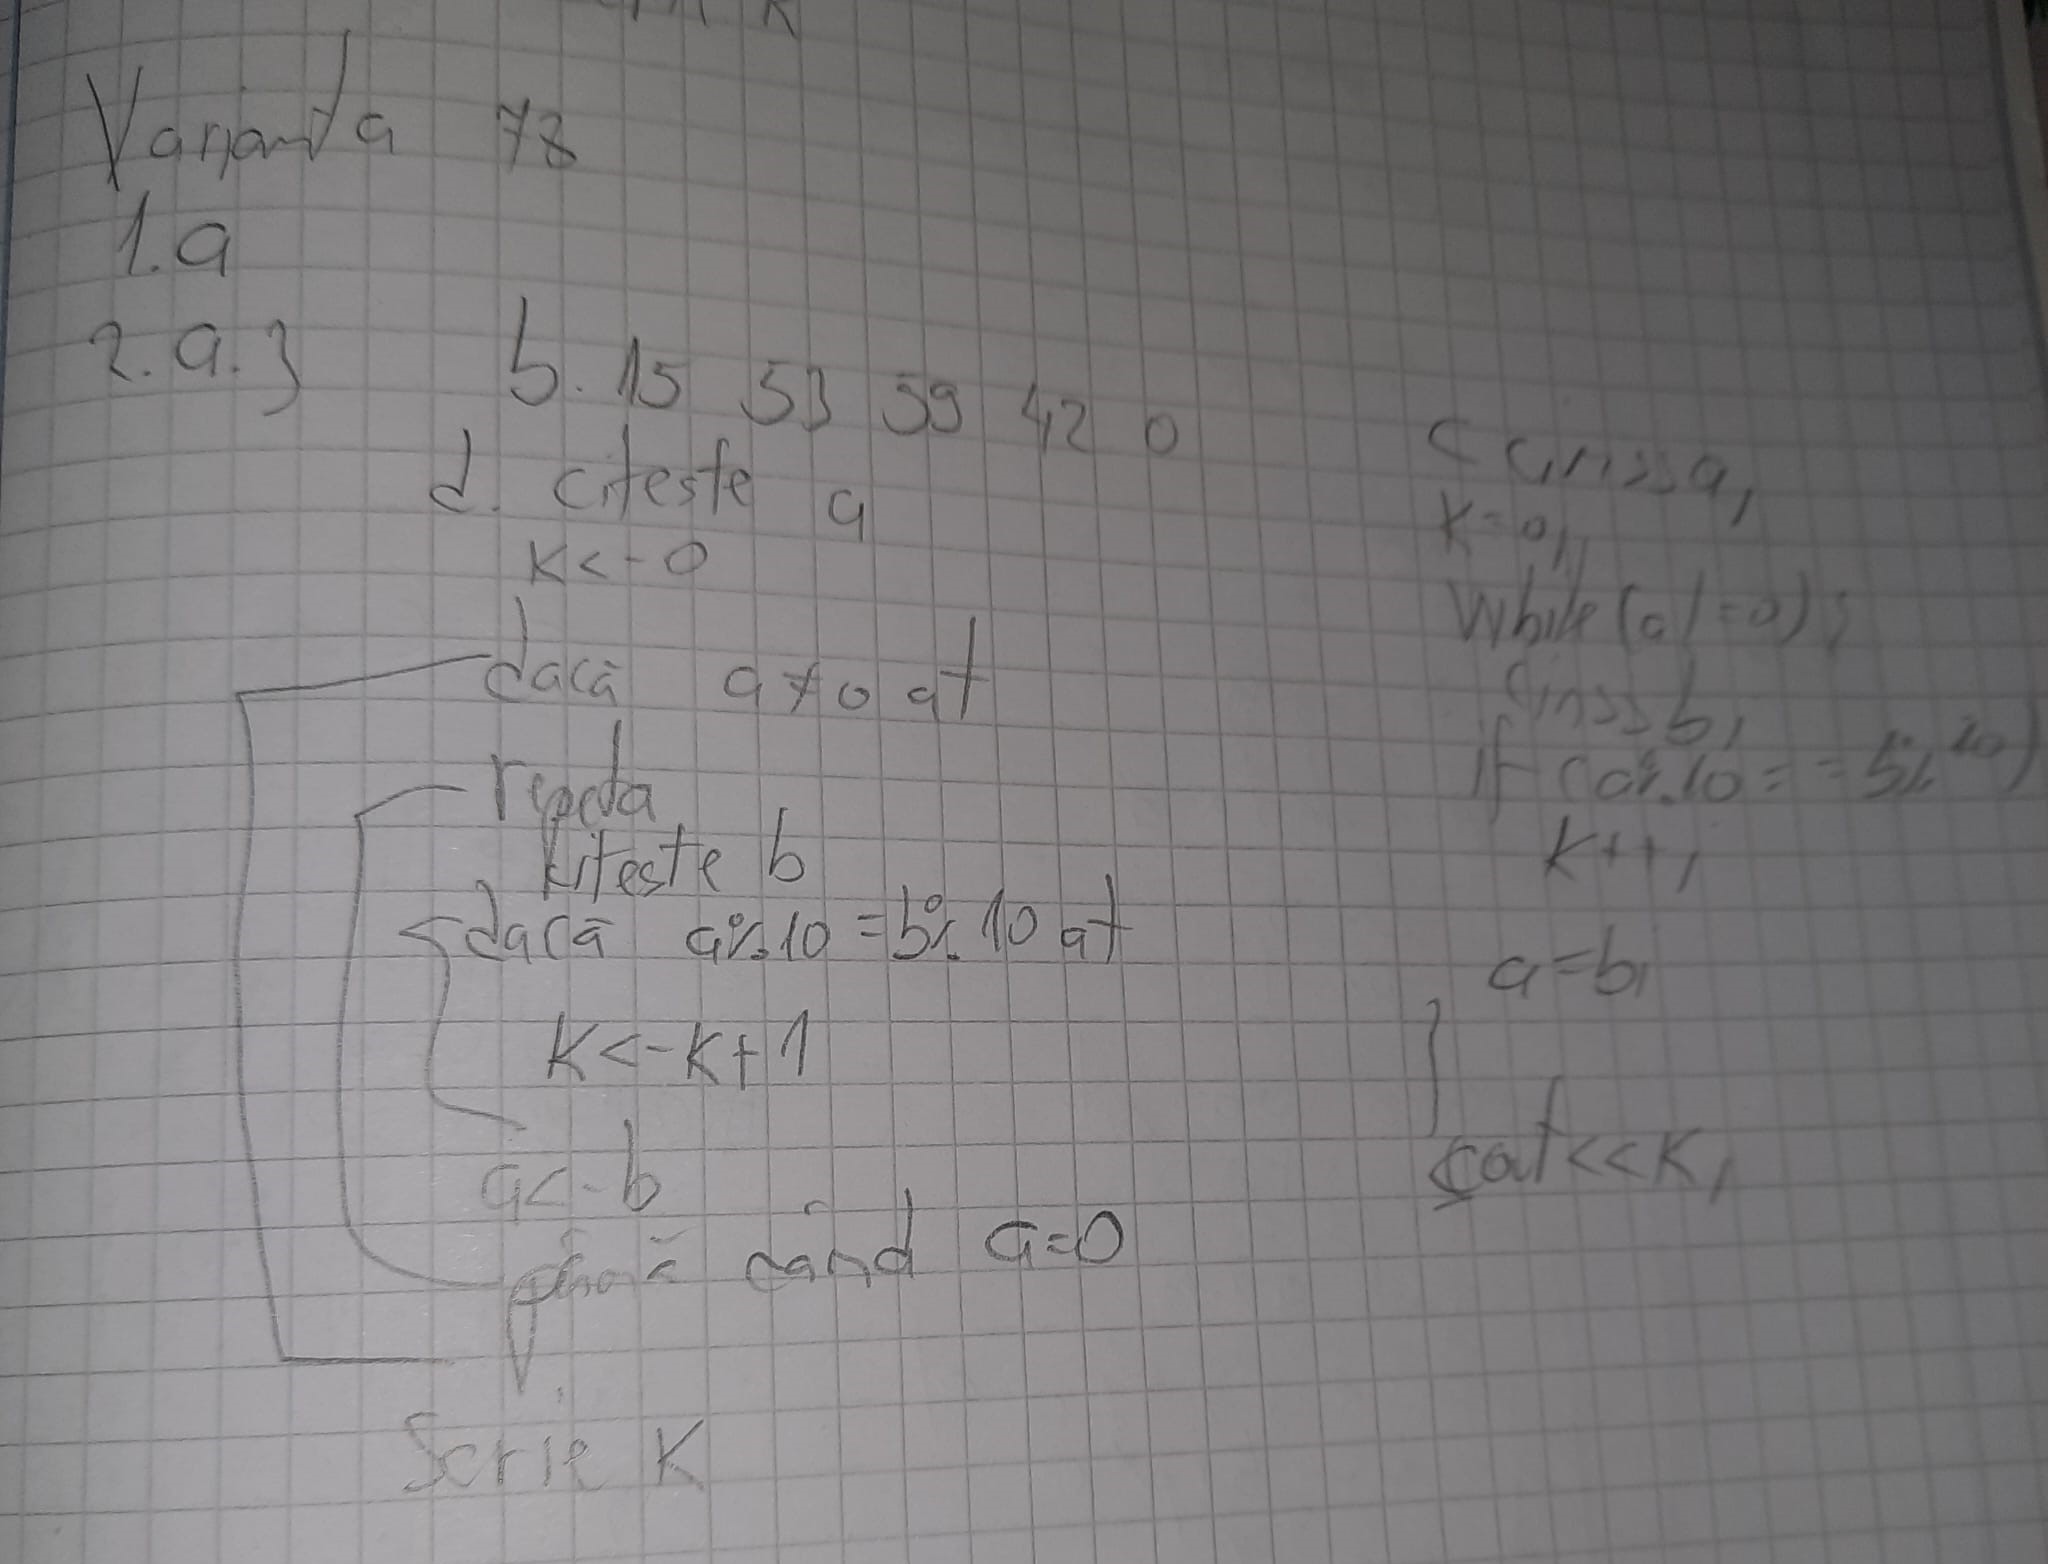 Varianta 78
1.a
2.a.3 b. 15 53 59 42 0
d. citeste a
K<-0
dacă a≠0 at
repeta
citeste b
dacă a%10=b%10 at
K<-K+1
a<-b
până când a=0
Scrie K
c cin>>a;
K=0;
While(a!=0);
cin>>b;
if (a%10==b%10)
K++;
a=b;
}
cout<<K;